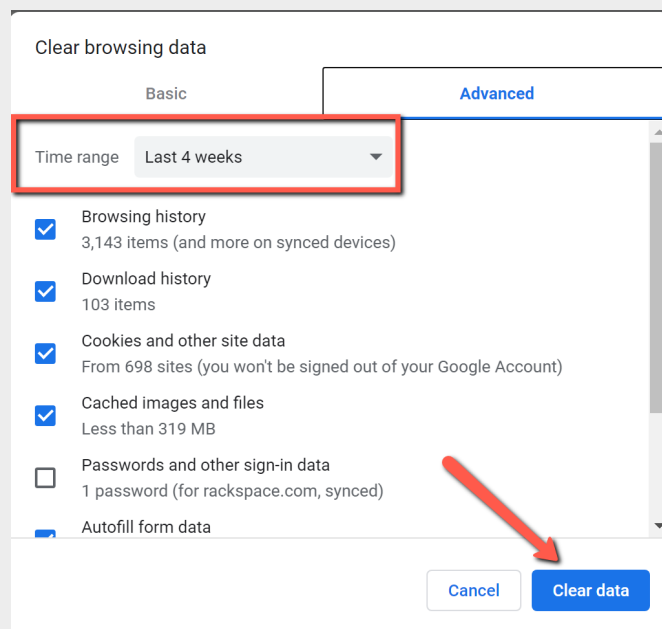 Clear browsing data
Basic
Advanced
Time range
Last 4 weeks
Browsing history
3,143 items (and more on synced devices)
Download history
103 items
Cookies and other site data
From 698 sites (you won't be signed out of your Google Account)
Cached images and files
Less than 319 MB
Passwords and other sign-in data
1 password (for rackspace.com, synced)
Autofill form data
Cancel
Clear data